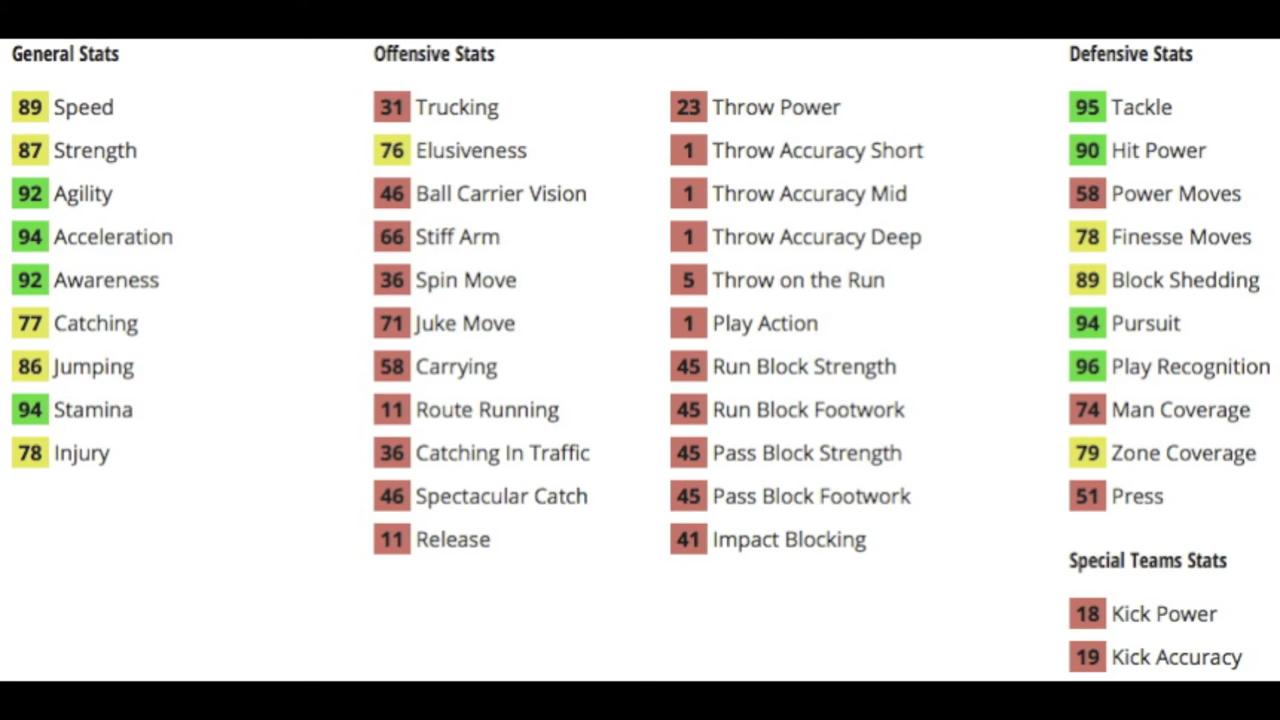 General Stats
89 Speed
87 Strength
92 Agility
94 Acceleration
92 Awareness
77 Catching
86 Jumping
94 Stamina
78 Injury
Offensive Stats
31 Trucking
76 Elusiveness
46 Ball Carrier Vision
66 Stiff Arm
36 Spin Move
71 Juke Move
58 Carrying
11 Route Running
36 Catching In Traffic
46 Spectacular Catch
11 Release
23 Throw Power
1 Throw Accuracy Short
1 Throw Accuracy Mid
1 Throw Accuracy Deep
5 Throw on the Run
1 Play Action
45 Run Block Strength
45 Run Block Footwork
45 Pass Block Strength
45 Pass Block Footwork
41 Impact Blocking
Defensive Stats
95 Tackle
90 Hit Power
58 Power Moves
78 Finesse Moves
89 Block Shedding
94 Pursuit
96 Play Recognition
74 Man Coverage
79 Zone Coverage
51 Press
Special Teams Stats
18 Kick Power
19 Kick Accuracy